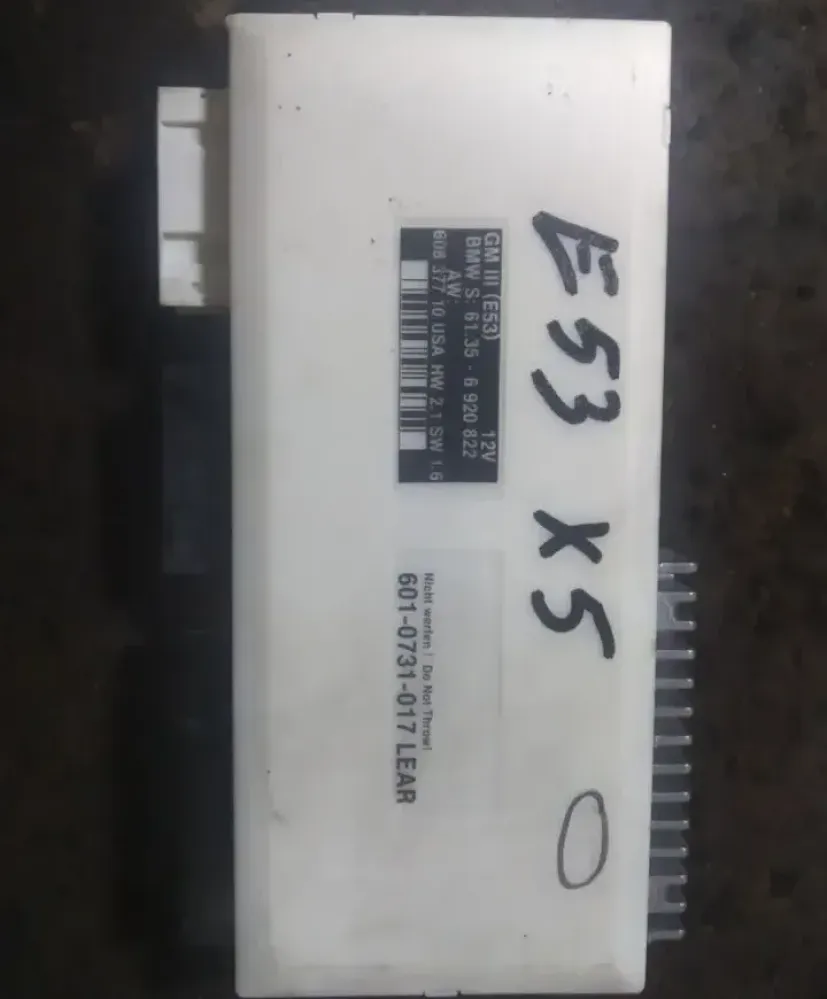 E53 X5 O
GM III (E53) 12V
BMW S: 61.35 - 6 920 822
AW:
608 377 10 USA HW 2.1 SW 1.6
Nicht werfen ! Do Not Throw!
601-0731-017 LEAR